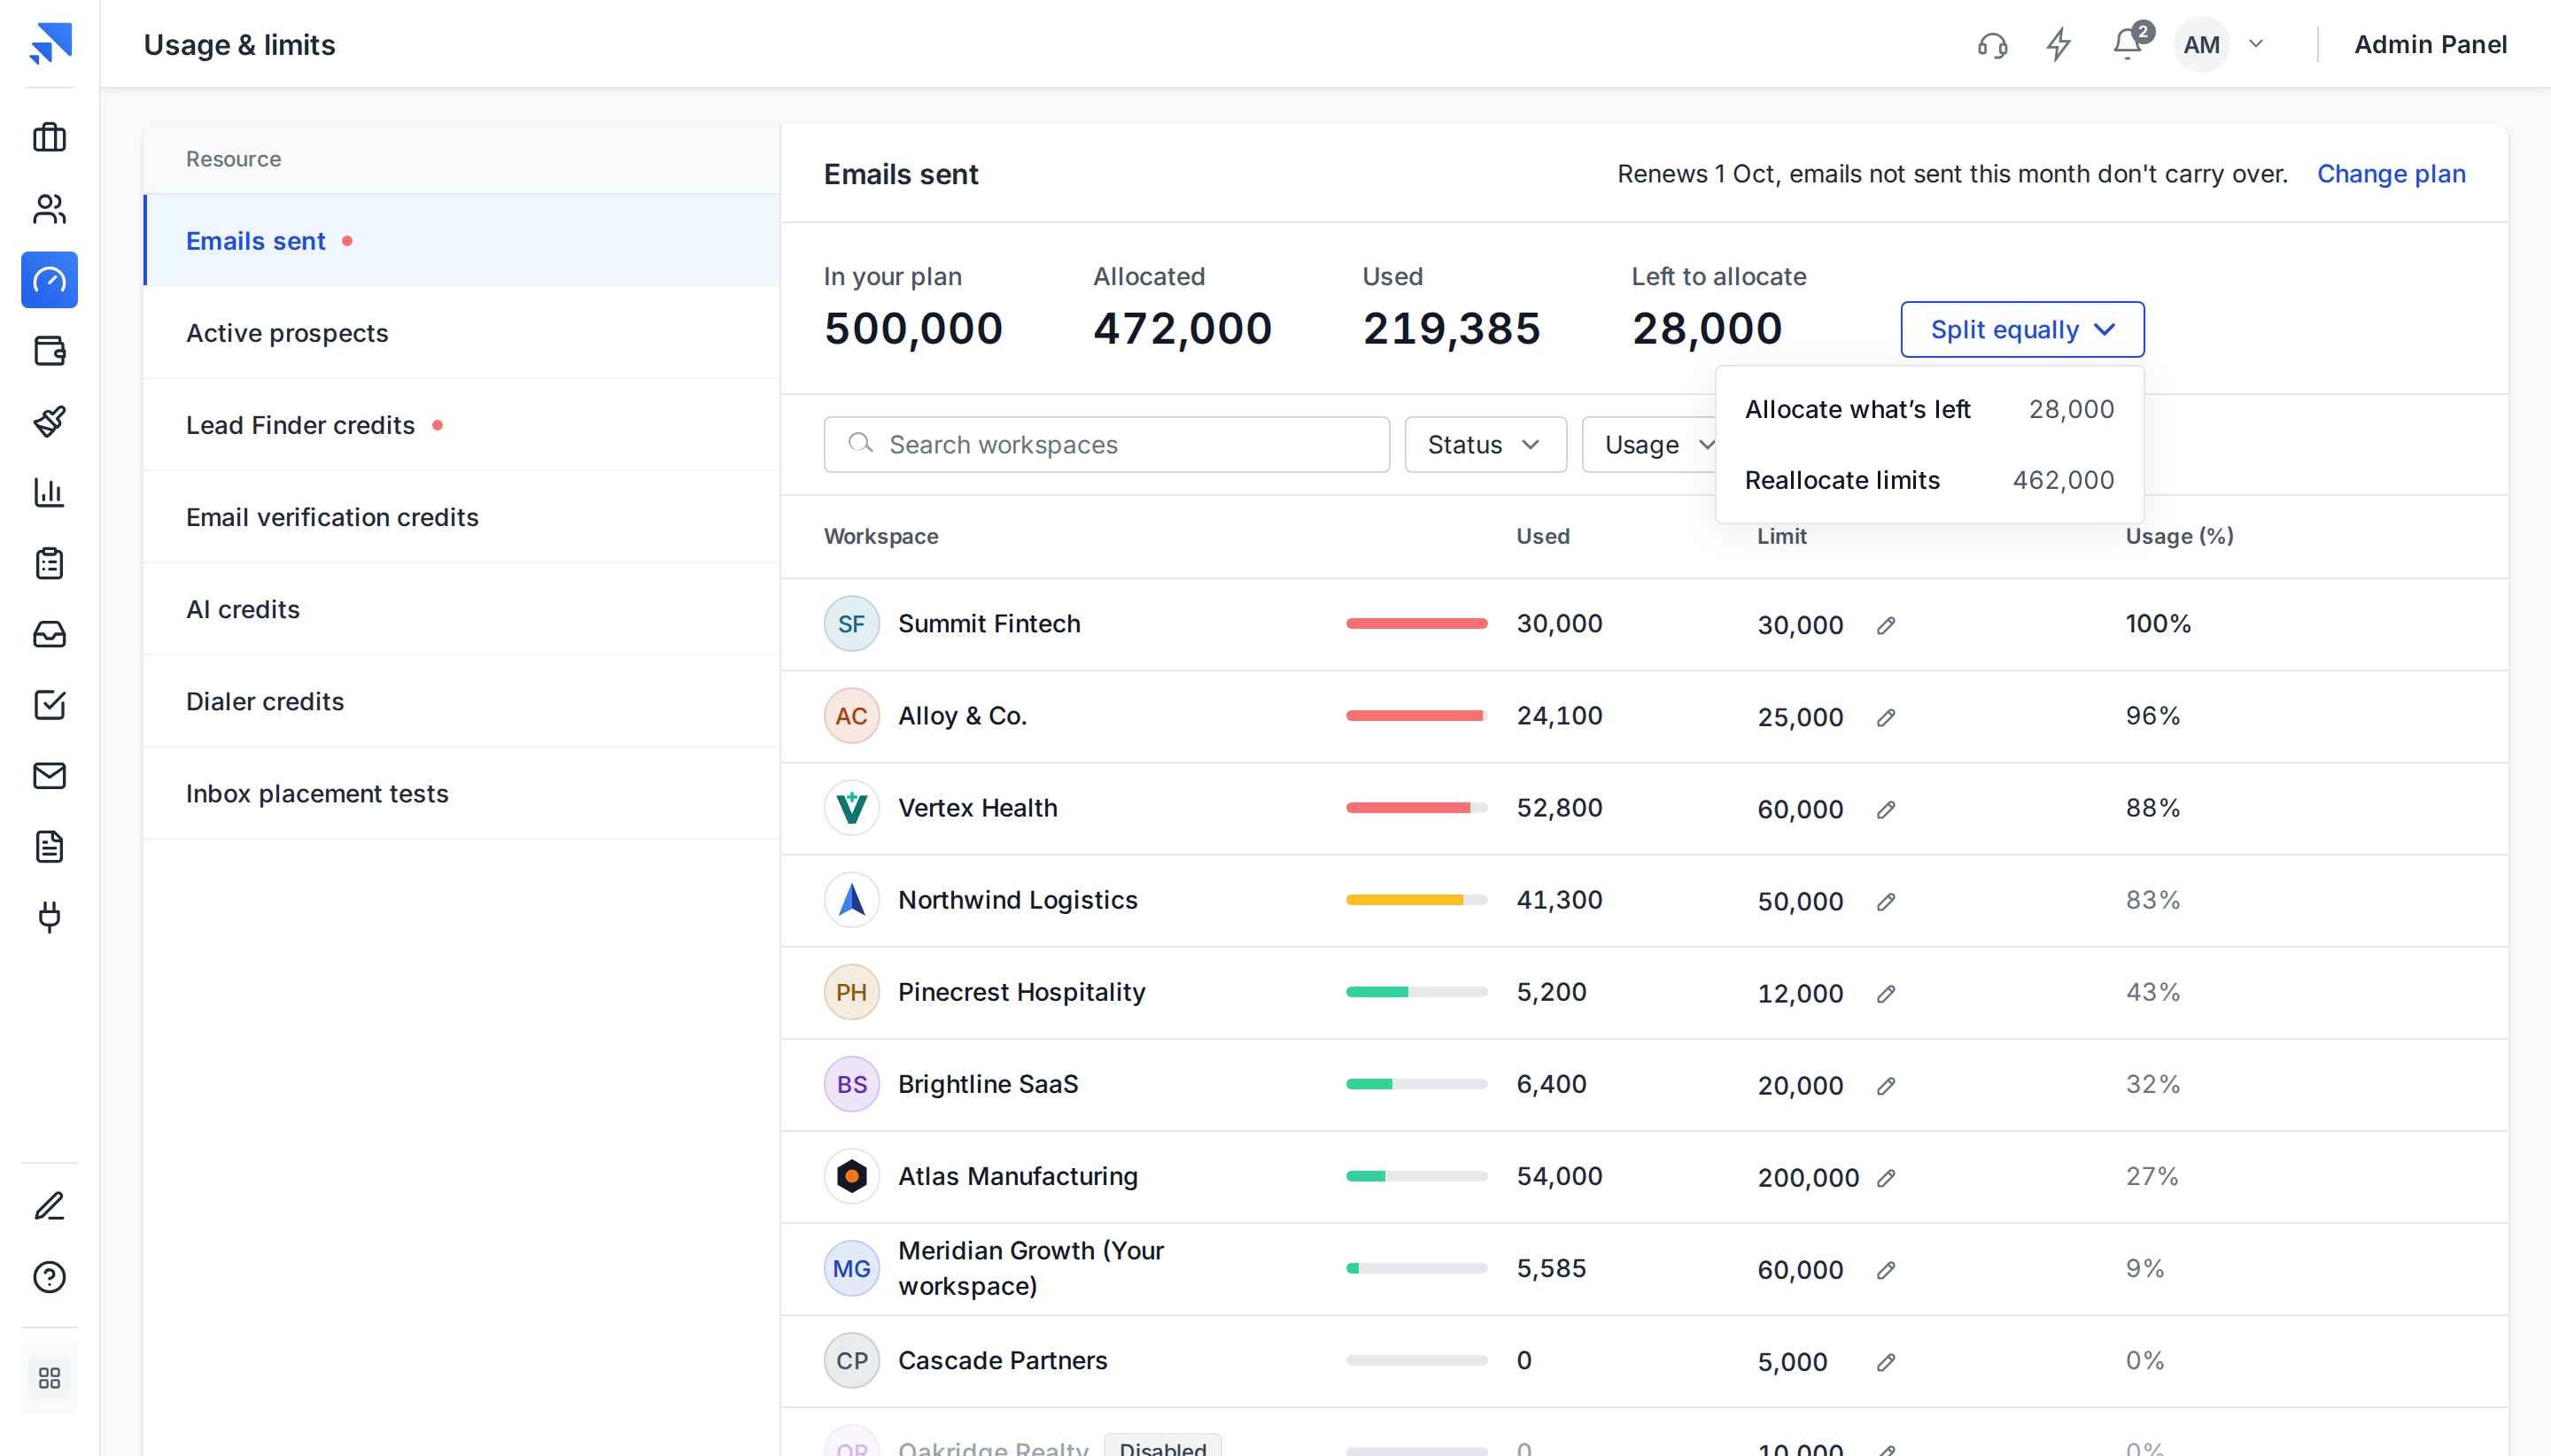 Usage & limits
2
AM
Admin Panel
Resource
Emails sent
Active prospects
Lead Finder credits
Email verification credits
AI credits
Dialer credits
Inbox placement tests
Emails sent
Renews 1 Oct, emails not sent this month don't carry over.
Change plan
In your plan
500,000
Allocated
472,000
Used
219,385
Left to allocate
28,000
Split equally
Allocate what’s left 28,000
Reallocate limits 462,000
Search workspaces
Status
Usage
Workspace Used Limit Usage (%)
SF Summit Fintech 30,000 30,000 100%
AC Alloy & Co. 24,100 25,000 96%
Vertex Health 52,800 60,000 88%
Northwind Logistics 41,300 50,000 83%
PH Pinecrest Hospitality 5,200 12,000 43%
BS Brightline SaaS 6,400 20,000 32%
Atlas Manufacturing 54,000 200,000 27%
MG Meridian Growth (Your
workspace) 5,585 60,000 9%
CP Cascade Partners 0 5,000 0%
OR Oakridge Realty Disabled 0 10,000 0%